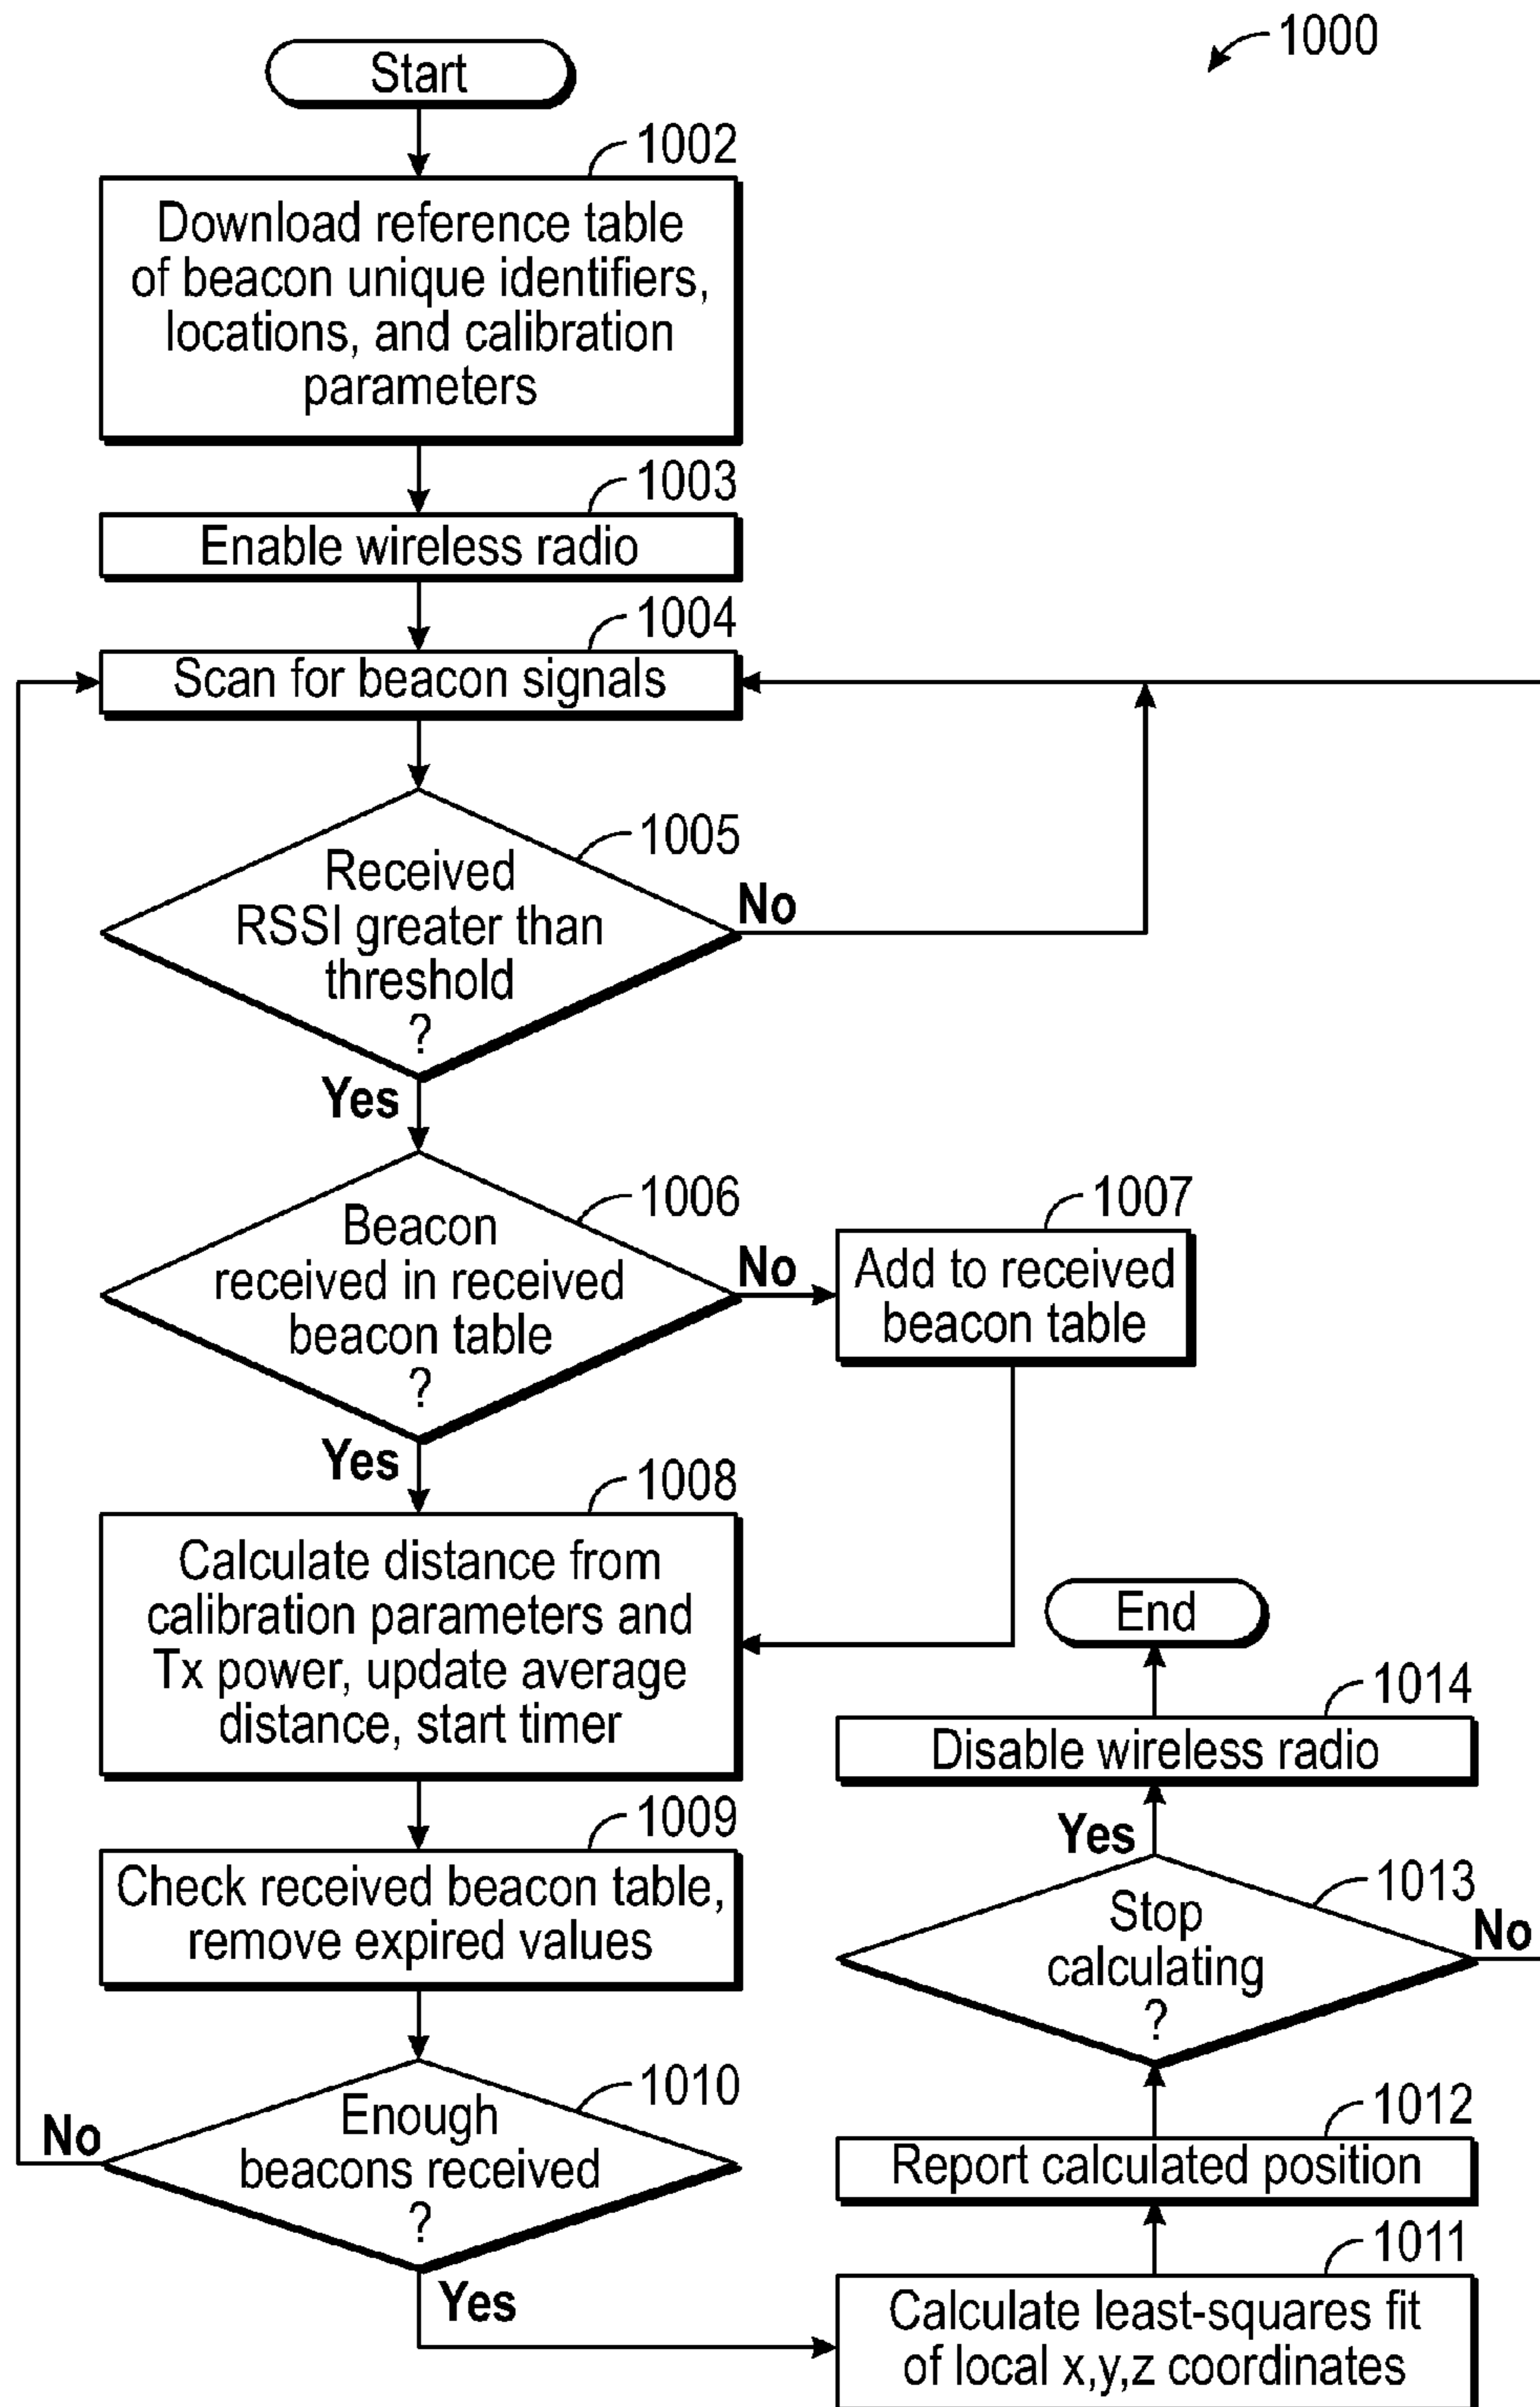 1000
Start
1002
Download reference table
of beacon unique identifiers,
locations, and calibration
parameters
1003
Enable wireless radio
1004
Scan for beacon signals
1005
Received
RSSI greater than
threshold
?
No
Yes
1006
Beacon
received in received
beacon table
?
No
1007
Add to received
beacon table
Yes
1008
Calculate distance from
calibration parameters and
Tx power, update average
distance, start timer
1009
Check received beacon table,
remove expired values
1010
Enough
beacons received
?
No
Yes
1011
Calculate least-squares fit
of local x,y,z coordinates
1012
Report calculated position
1013
Stop
calculating
?
No
Yes
1014
Disable wireless radio
End